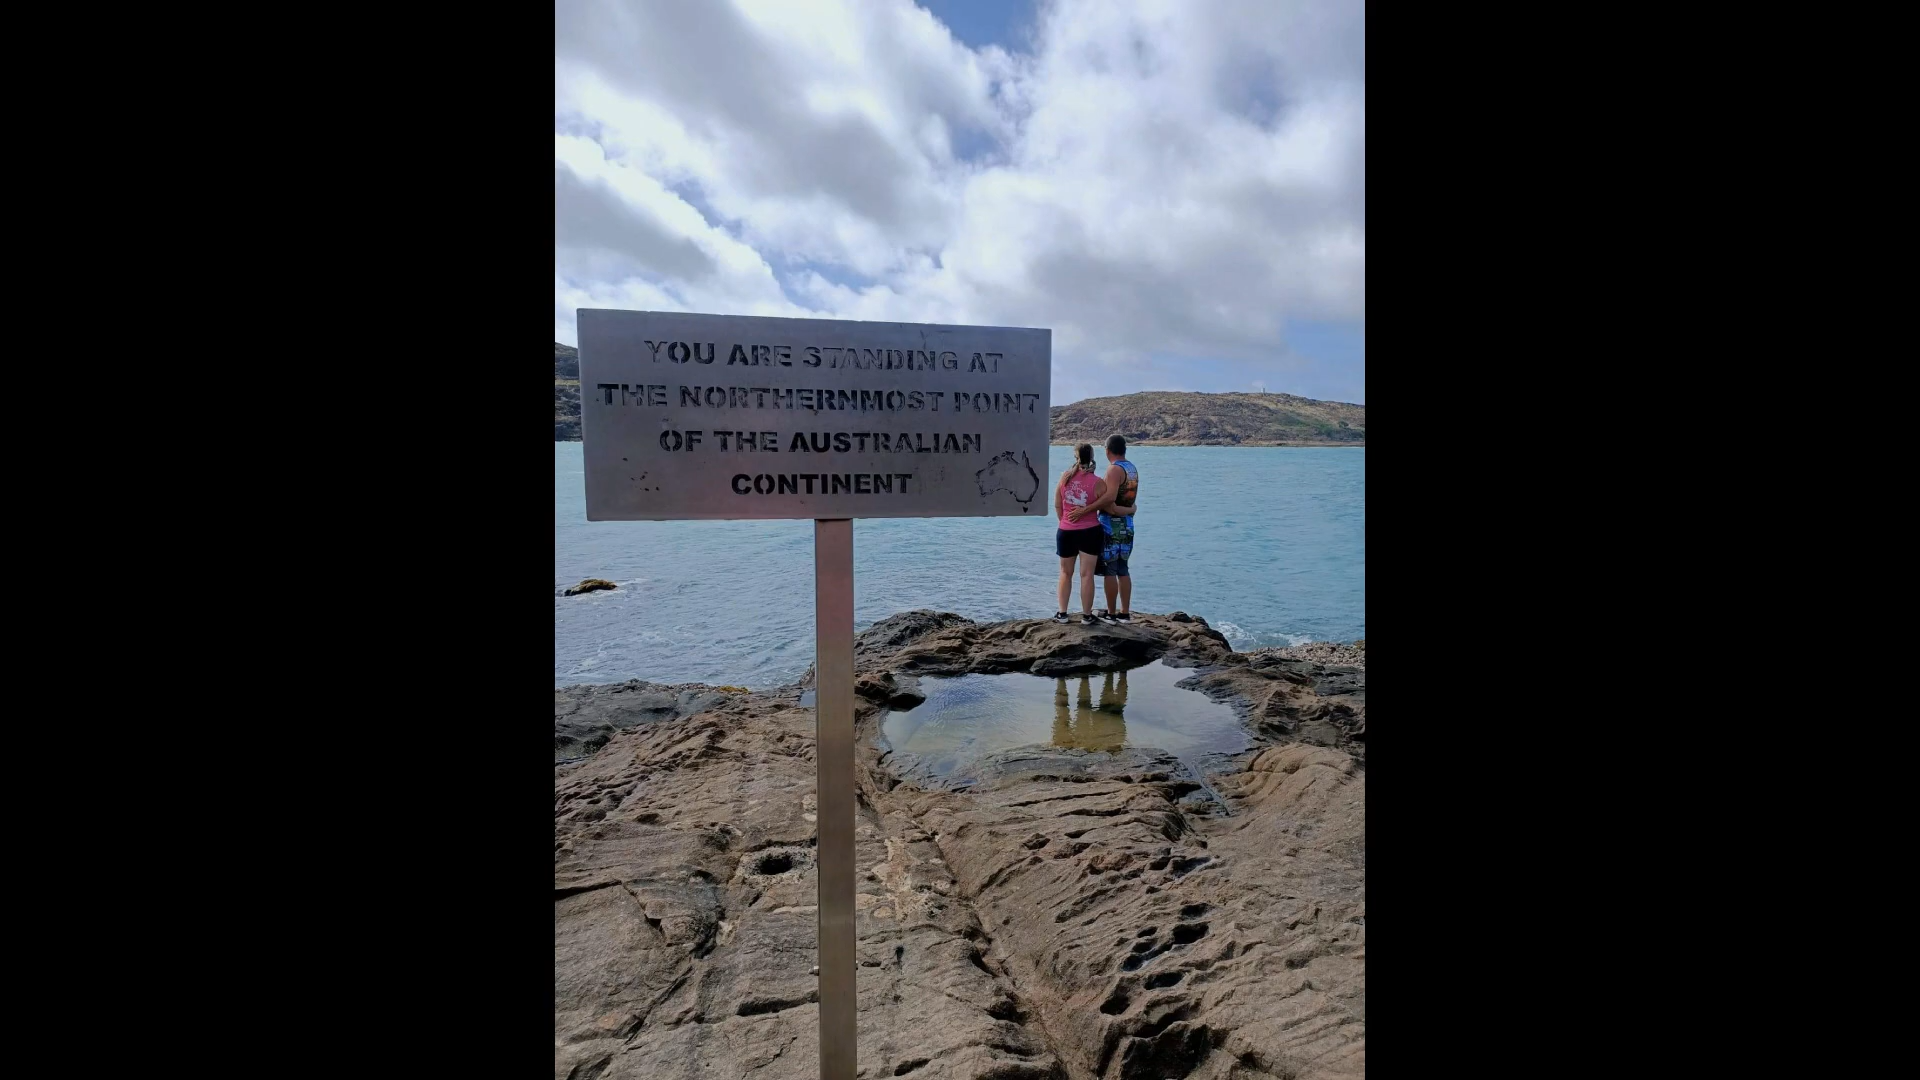 YOU ARE STANDING AT
THE NORTHERNMOST POINT
OF THE AUSTRALIAN
CONTINENT